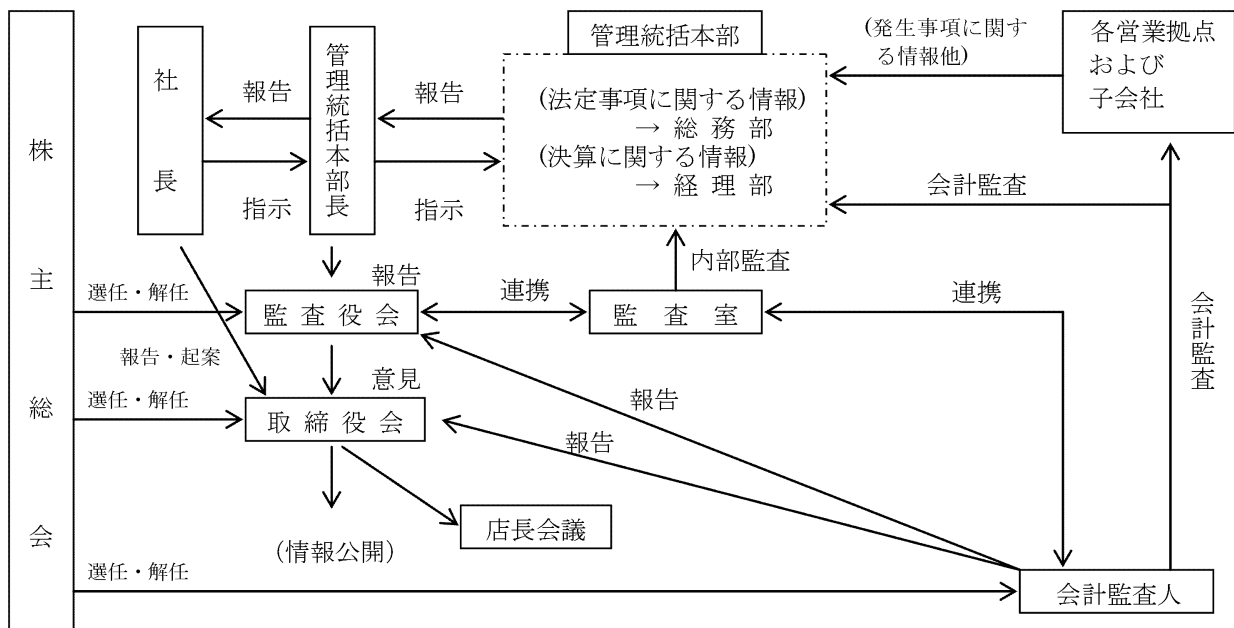 株主総会
社長
管理統括本部長
管理統括本部
(発生事項に関す
る情報他)
各営業拠点
および
子会社
報告
報告
(法定事項に関する情報)
→ 総務部
(決算に関する情報)
→ 経理部
指示
指示
会計監査
内部監査
報告
選任・解任
監査役会
連携
監査室
連携
会計監査
報告・起案
意見
選任・解任
取締役会
報告
報告
店長会議
(情報公開)
選任・解任
会計監査人